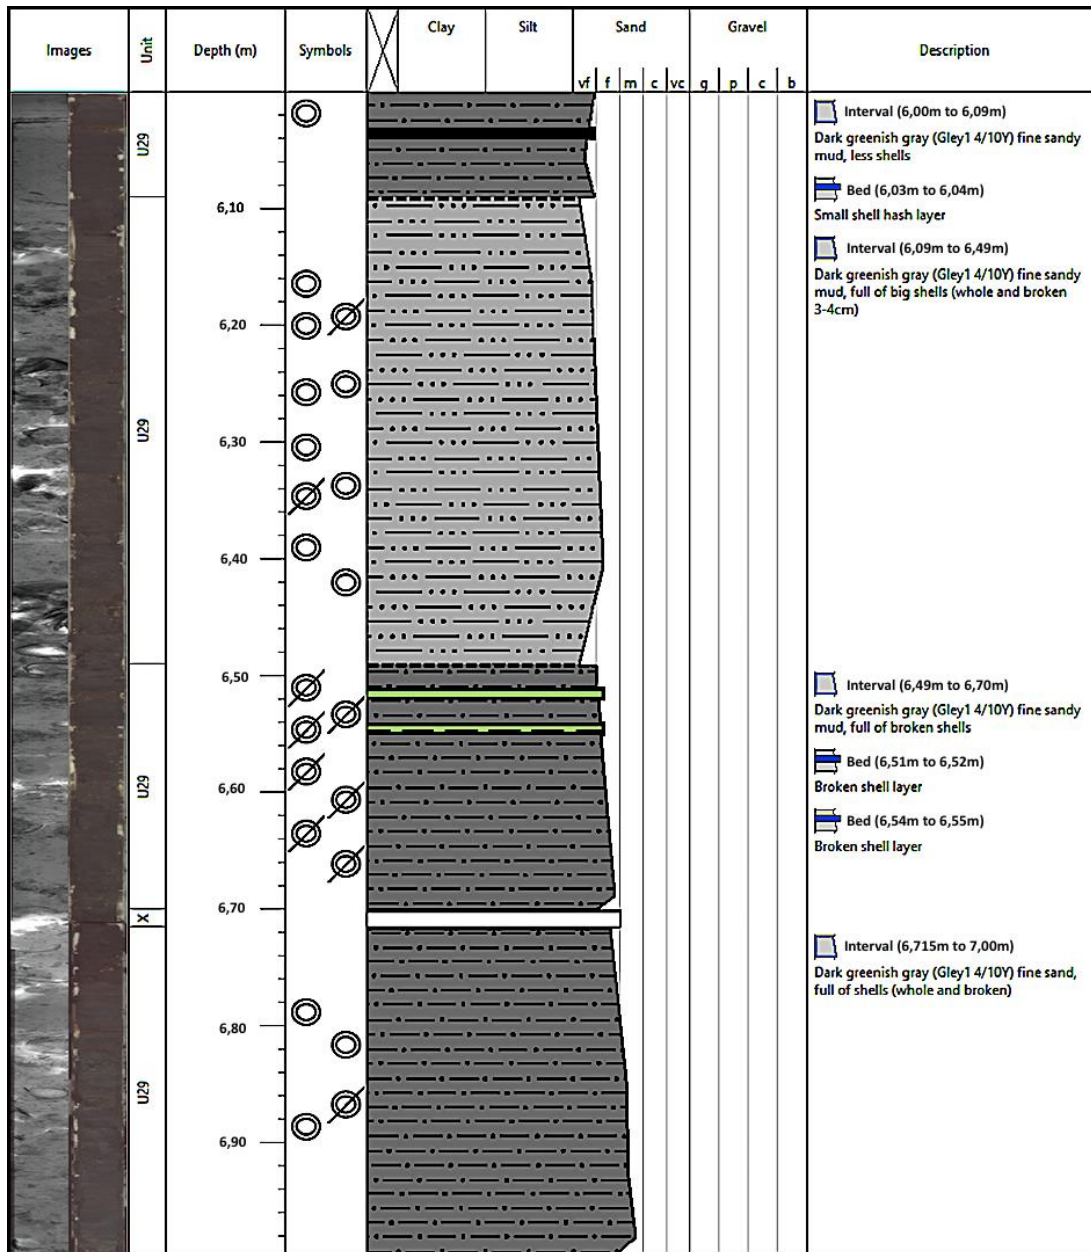 Images
Unit
Depth (m)
Symbols
Clay
Silt
Sand
Gravel
vf f m c vc g p c b
Description
U29
6,10
U29
6,20
6,30
6,40
6,50
U29
6,60
6,70
X
U29
6,80
6,90
Interval (6,00m to 6,09m)
Dark greenish gray (Gley1 4/10Y) fine sandy
mud, less shells
Bed (6,03m to 6,04m)
Small shell hash layer
Interval (6,09m to 6,49m)
Dark greenish gray (Gley1 4/10Y) fine sandy
mud, full of big shells (whole and broken
3-4cm)
Interval (6,49m to 6,70m)
Dark greenish gray (Gley1 4/10Y) fine sandy
mud, full of broken shells
Bed (6,51m to 6,52m)
Broken shell layer
Bed (6,54m to 6,55m)
Broken shell layer
Interval (6,715m to 7,00m)
Dark greenish gray (Gley1 4/10Y) fine sand,
full of shells (whole and broken)